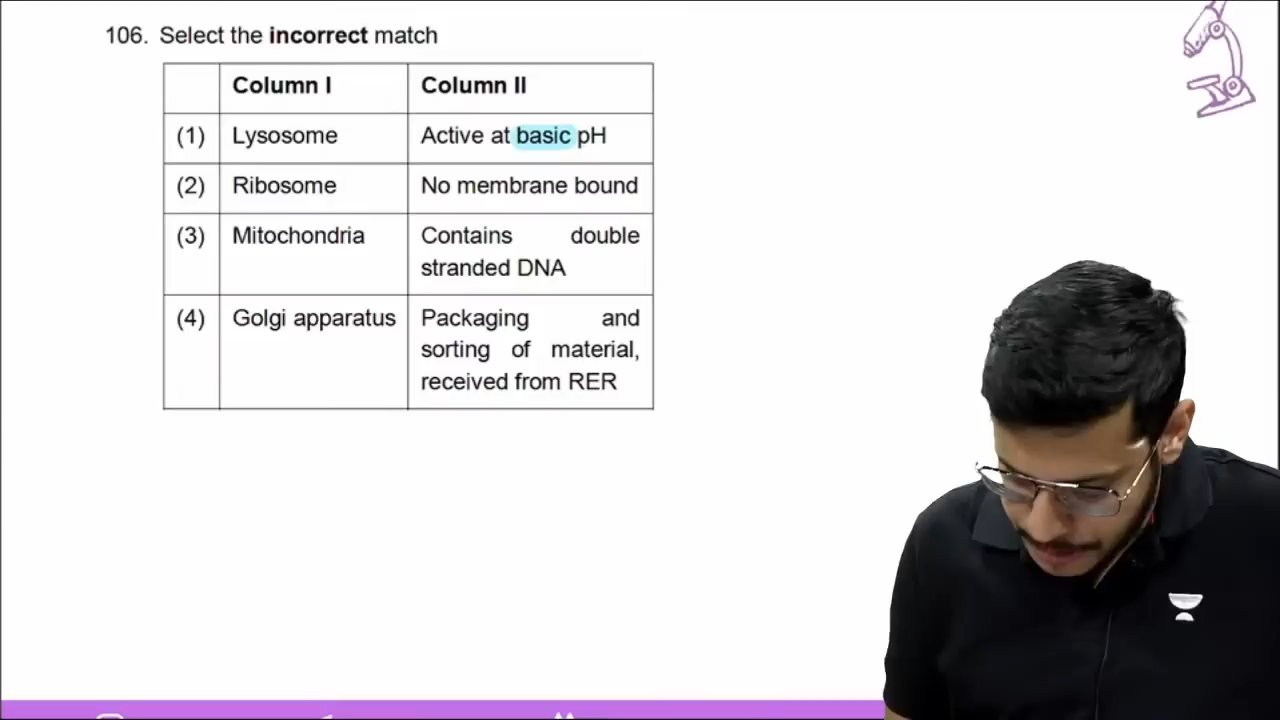 106. Select the incorrect match
Column I Column II
(1) Lysosome Active at basic pH
(2) Ribosome No membrane bound
(3) Mitochondria Contains double
stranded DNA
(4) Golgi apparatus Packaging and
sorting of material,
received from RER